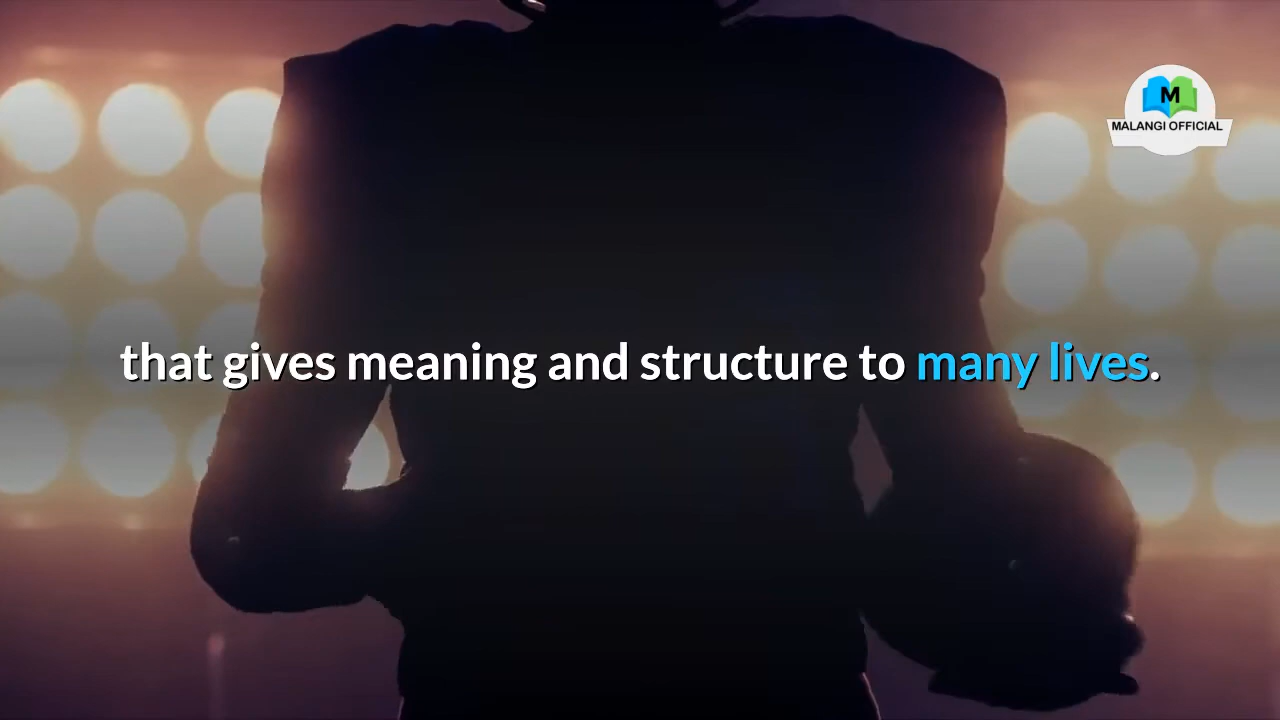 M
MALANGI OFFICIAL
that gives meaning and structure to many lives.